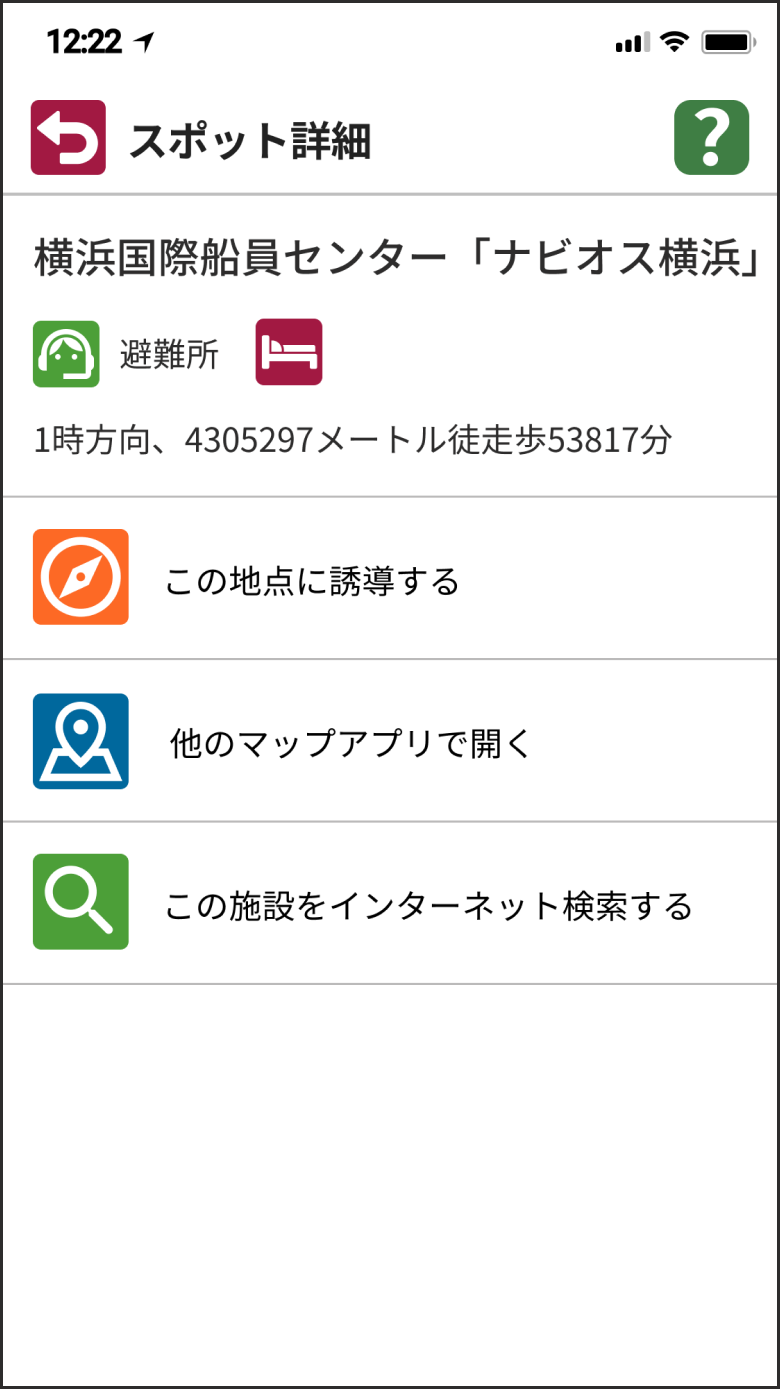 12:22
スポット詳細
?
横浜国際船員センター「ナビオス横浜」
避難所
1時方向、4305297メートル徒走歩53817分
この地点に誘導する
他のマップアプリで開く
この施設をインターネット検索する